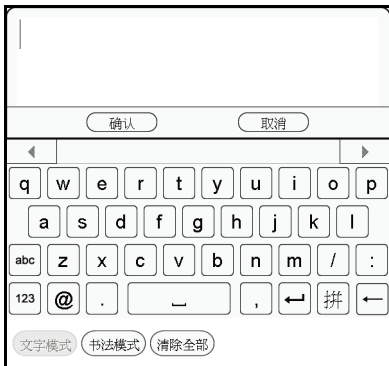 确认 取消
q w e r t y u i o p
a s d f g h j k l
abc z x c v b n m / :
123 @ . , 拼
文字模式 书法模式 清除全部